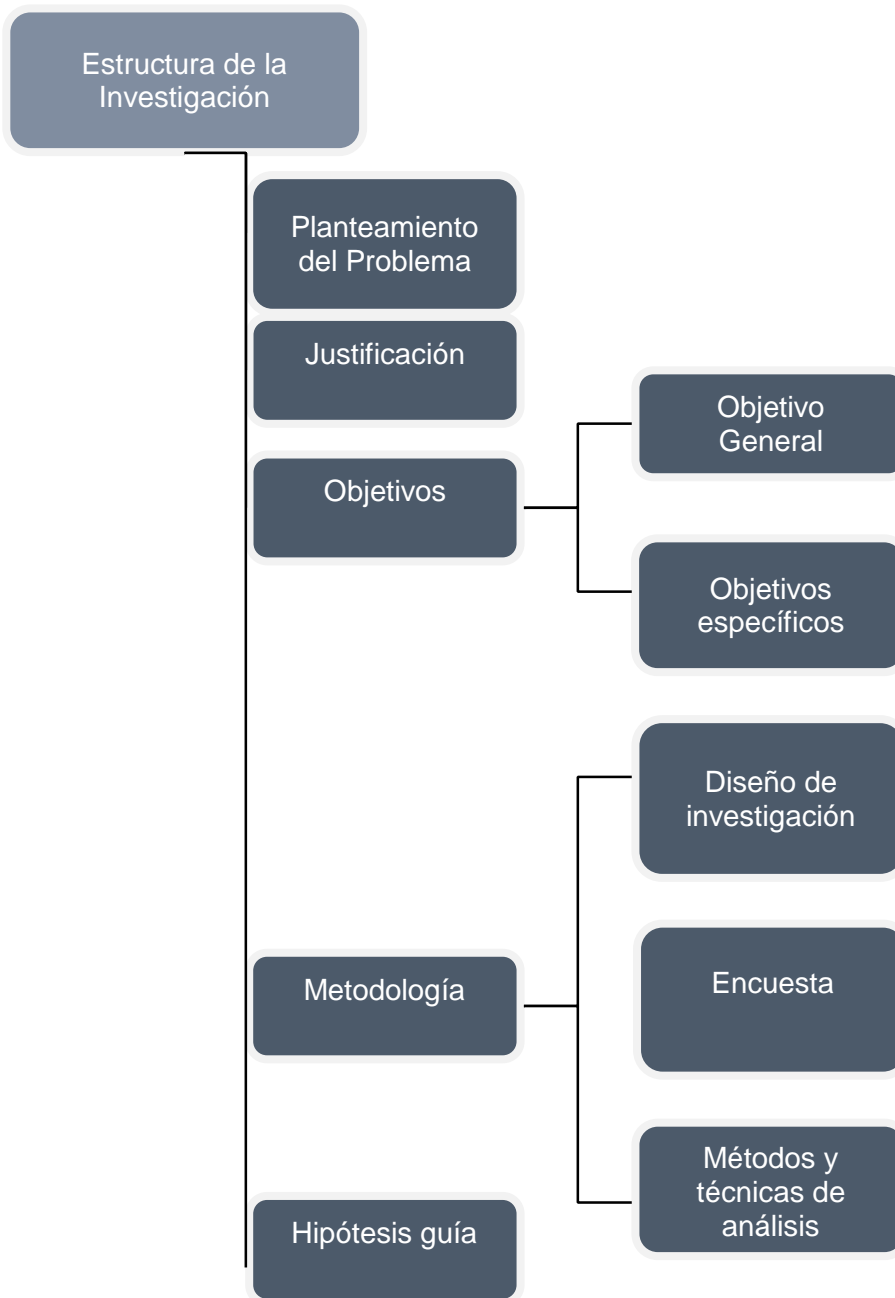 Estructura de la
Investigación
Planteamiento
del Problema
Justificación
Objetivos
Objetivo
General
Objetivos
específicos
Metodología
Diseño de
investigación
Encuesta
Métodos y
técnicas de
análisis
Hipótesis guía